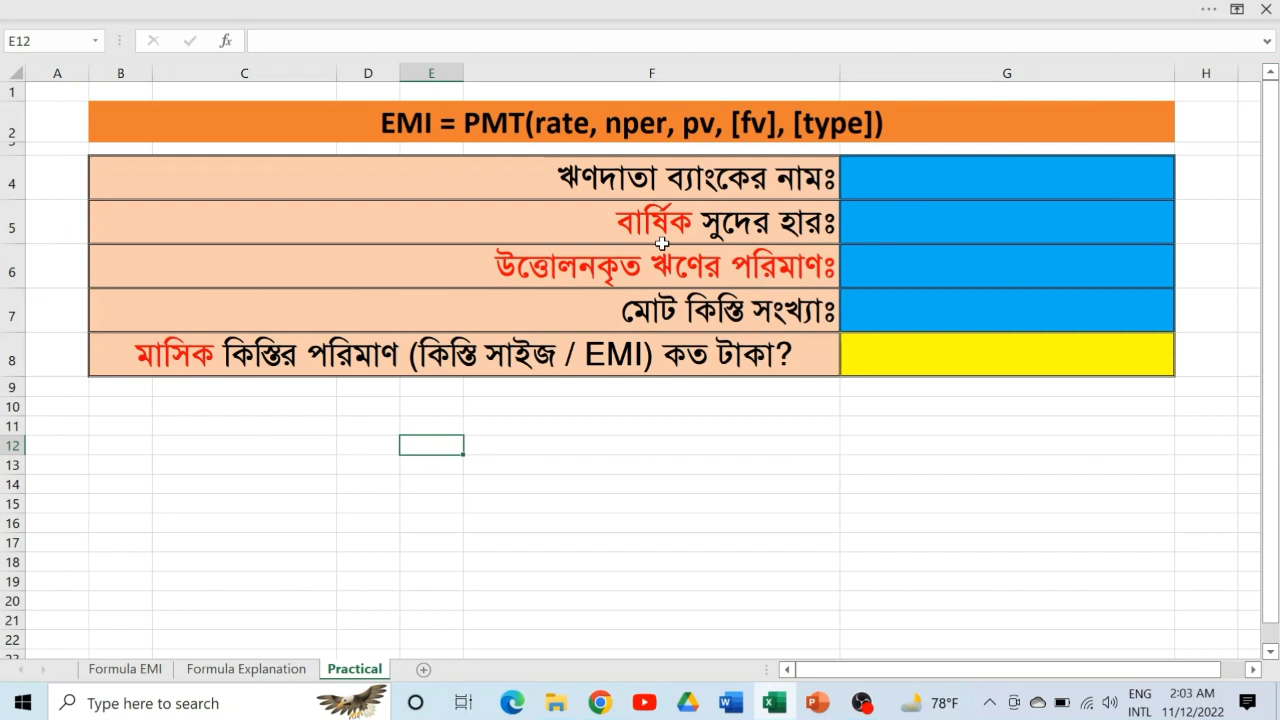 E12
fx
A B C D E F G H
1
2 EMI = PMT(rate, nper, pv, [fv], [type])
3
4 ঋণদাতা ব্যাংকের নামঃ
5 বার্ষিক সুদের হারঃ
6 উত্তোলনকৃত ঋণের পরিমাণঃ
7 মোট কিস্তি সংখ্যাঃ
8 মাসিক কিস্তির পরিমাণ (কিস্তি সাইজ / EMI) কত টাকা?
9
10
11
12
13
14
15
16
17
18
19
20
21
22
23
Formula EMI Formula Explanation Practical
Type here to search 78°F ENG 2:03 AM
INTL 11/12/2022